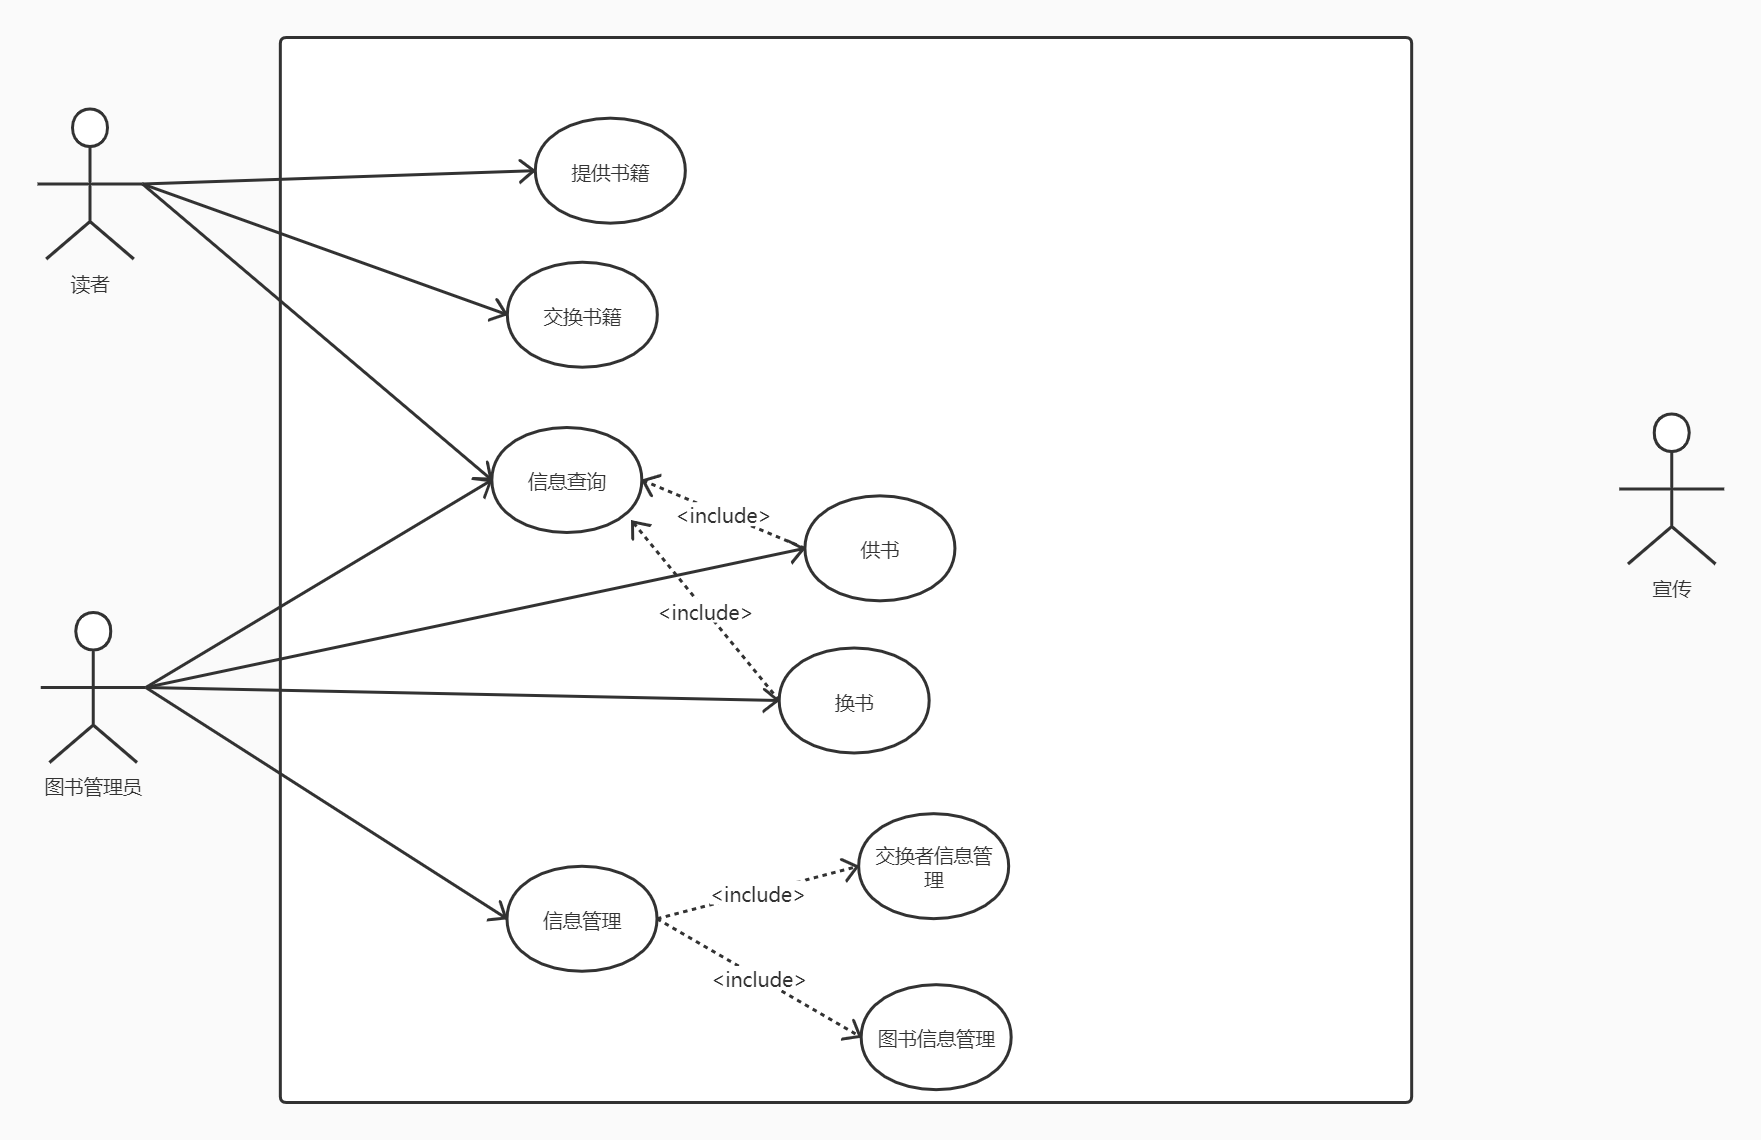 提供书籍
读者
交换书籍
信息查询
<include>
供书
宣传
<include>
换书
图书管理员
交换者信息管
理
<include>
信息管理
<include>
图书信息管理